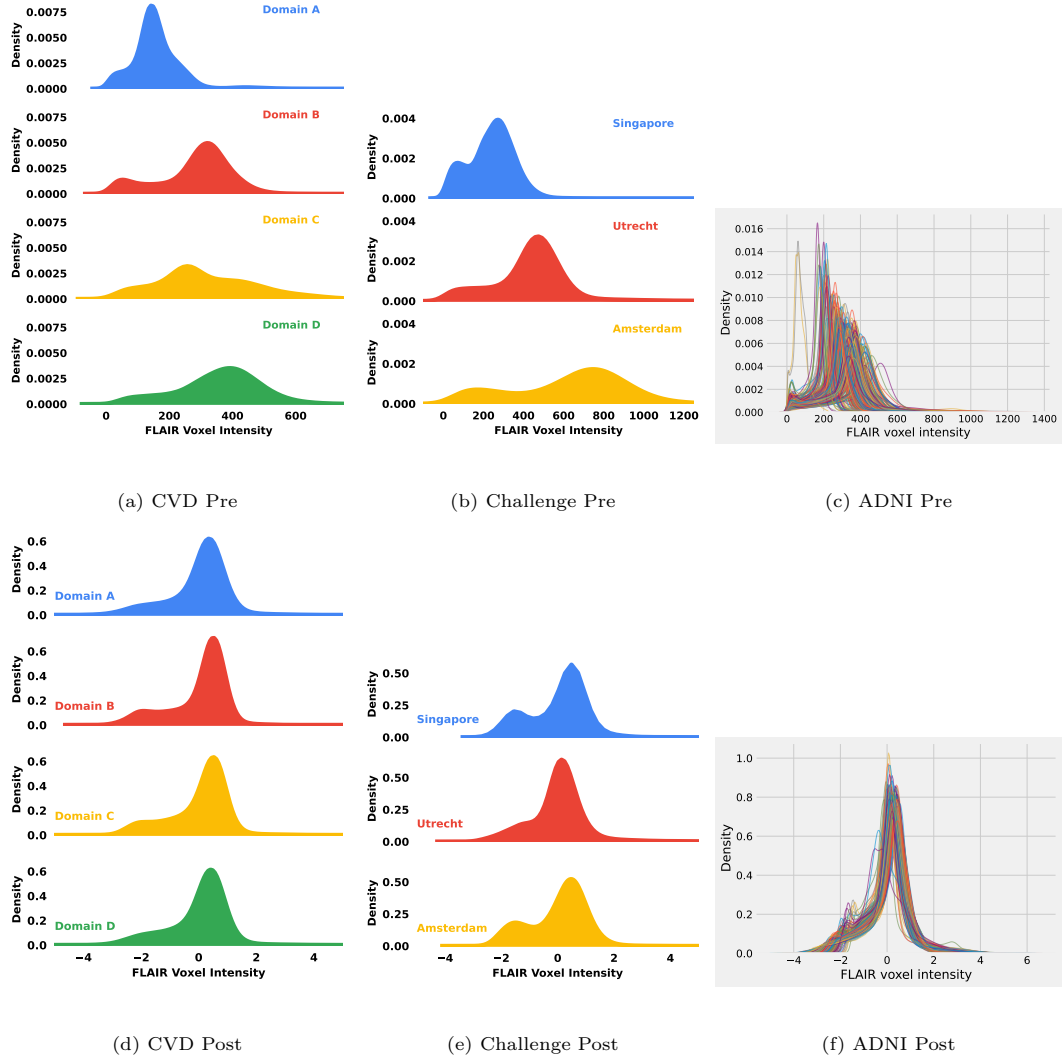 0.0075
0.0050
0.0025
0.0000
Density
Domain A
0.0075
0.0050
0.0025
0.0000
Density
Domain B
0.0075
0.0050
0.0025
0.0000
Density
Domain C
0.0075
0.0050
0.0025
0.0000
Density
Domain D
0 200 400 600
FLAIR Voxel Intensity
0.004
0.002
0.000
Density
Singapore
0.004
0.002
0.000
Density
Utrecht
0.004
0.002
0.000
Density
Amsterdam
0 200 400 600 800 1000 1200
FLAIR Voxel Intensity
0.016
0.014
0.012
0.010
0.008
0.006
0.004
0.002
0.000
Density
0 200 400 600 800 1000 1200 1400
FLAIR voxel intensity
(a) CVD Pre
(b) Challenge Pre
(c) ADNI Pre
0.6
0.4
0.2
0.0
Density
Domain A
0.6
0.4
0.2
0.0
Density
Domain B
0.6
0.4
0.2
0.0
Density
Domain C
0.6
0.4
0.2
0.0
Density
Domain D
−4 −2 0 2 4
FLAIR Voxel Intensity
0.50
0.25
0.00
Density
Singapore
0.50
0.25
0.00
Density
Utrecht
0.50
0.25
0.00
Density
Amsterdam
−4 −2 0 2 4
FLAIR Voxel Intensity
1.0
0.8
0.6
0.4
0.2
0.0
Density
−4 −2 0 2 4 6
FLAIR voxel intensity
(d) CVD Post
(e) Challenge Post
(f) ADNI Post